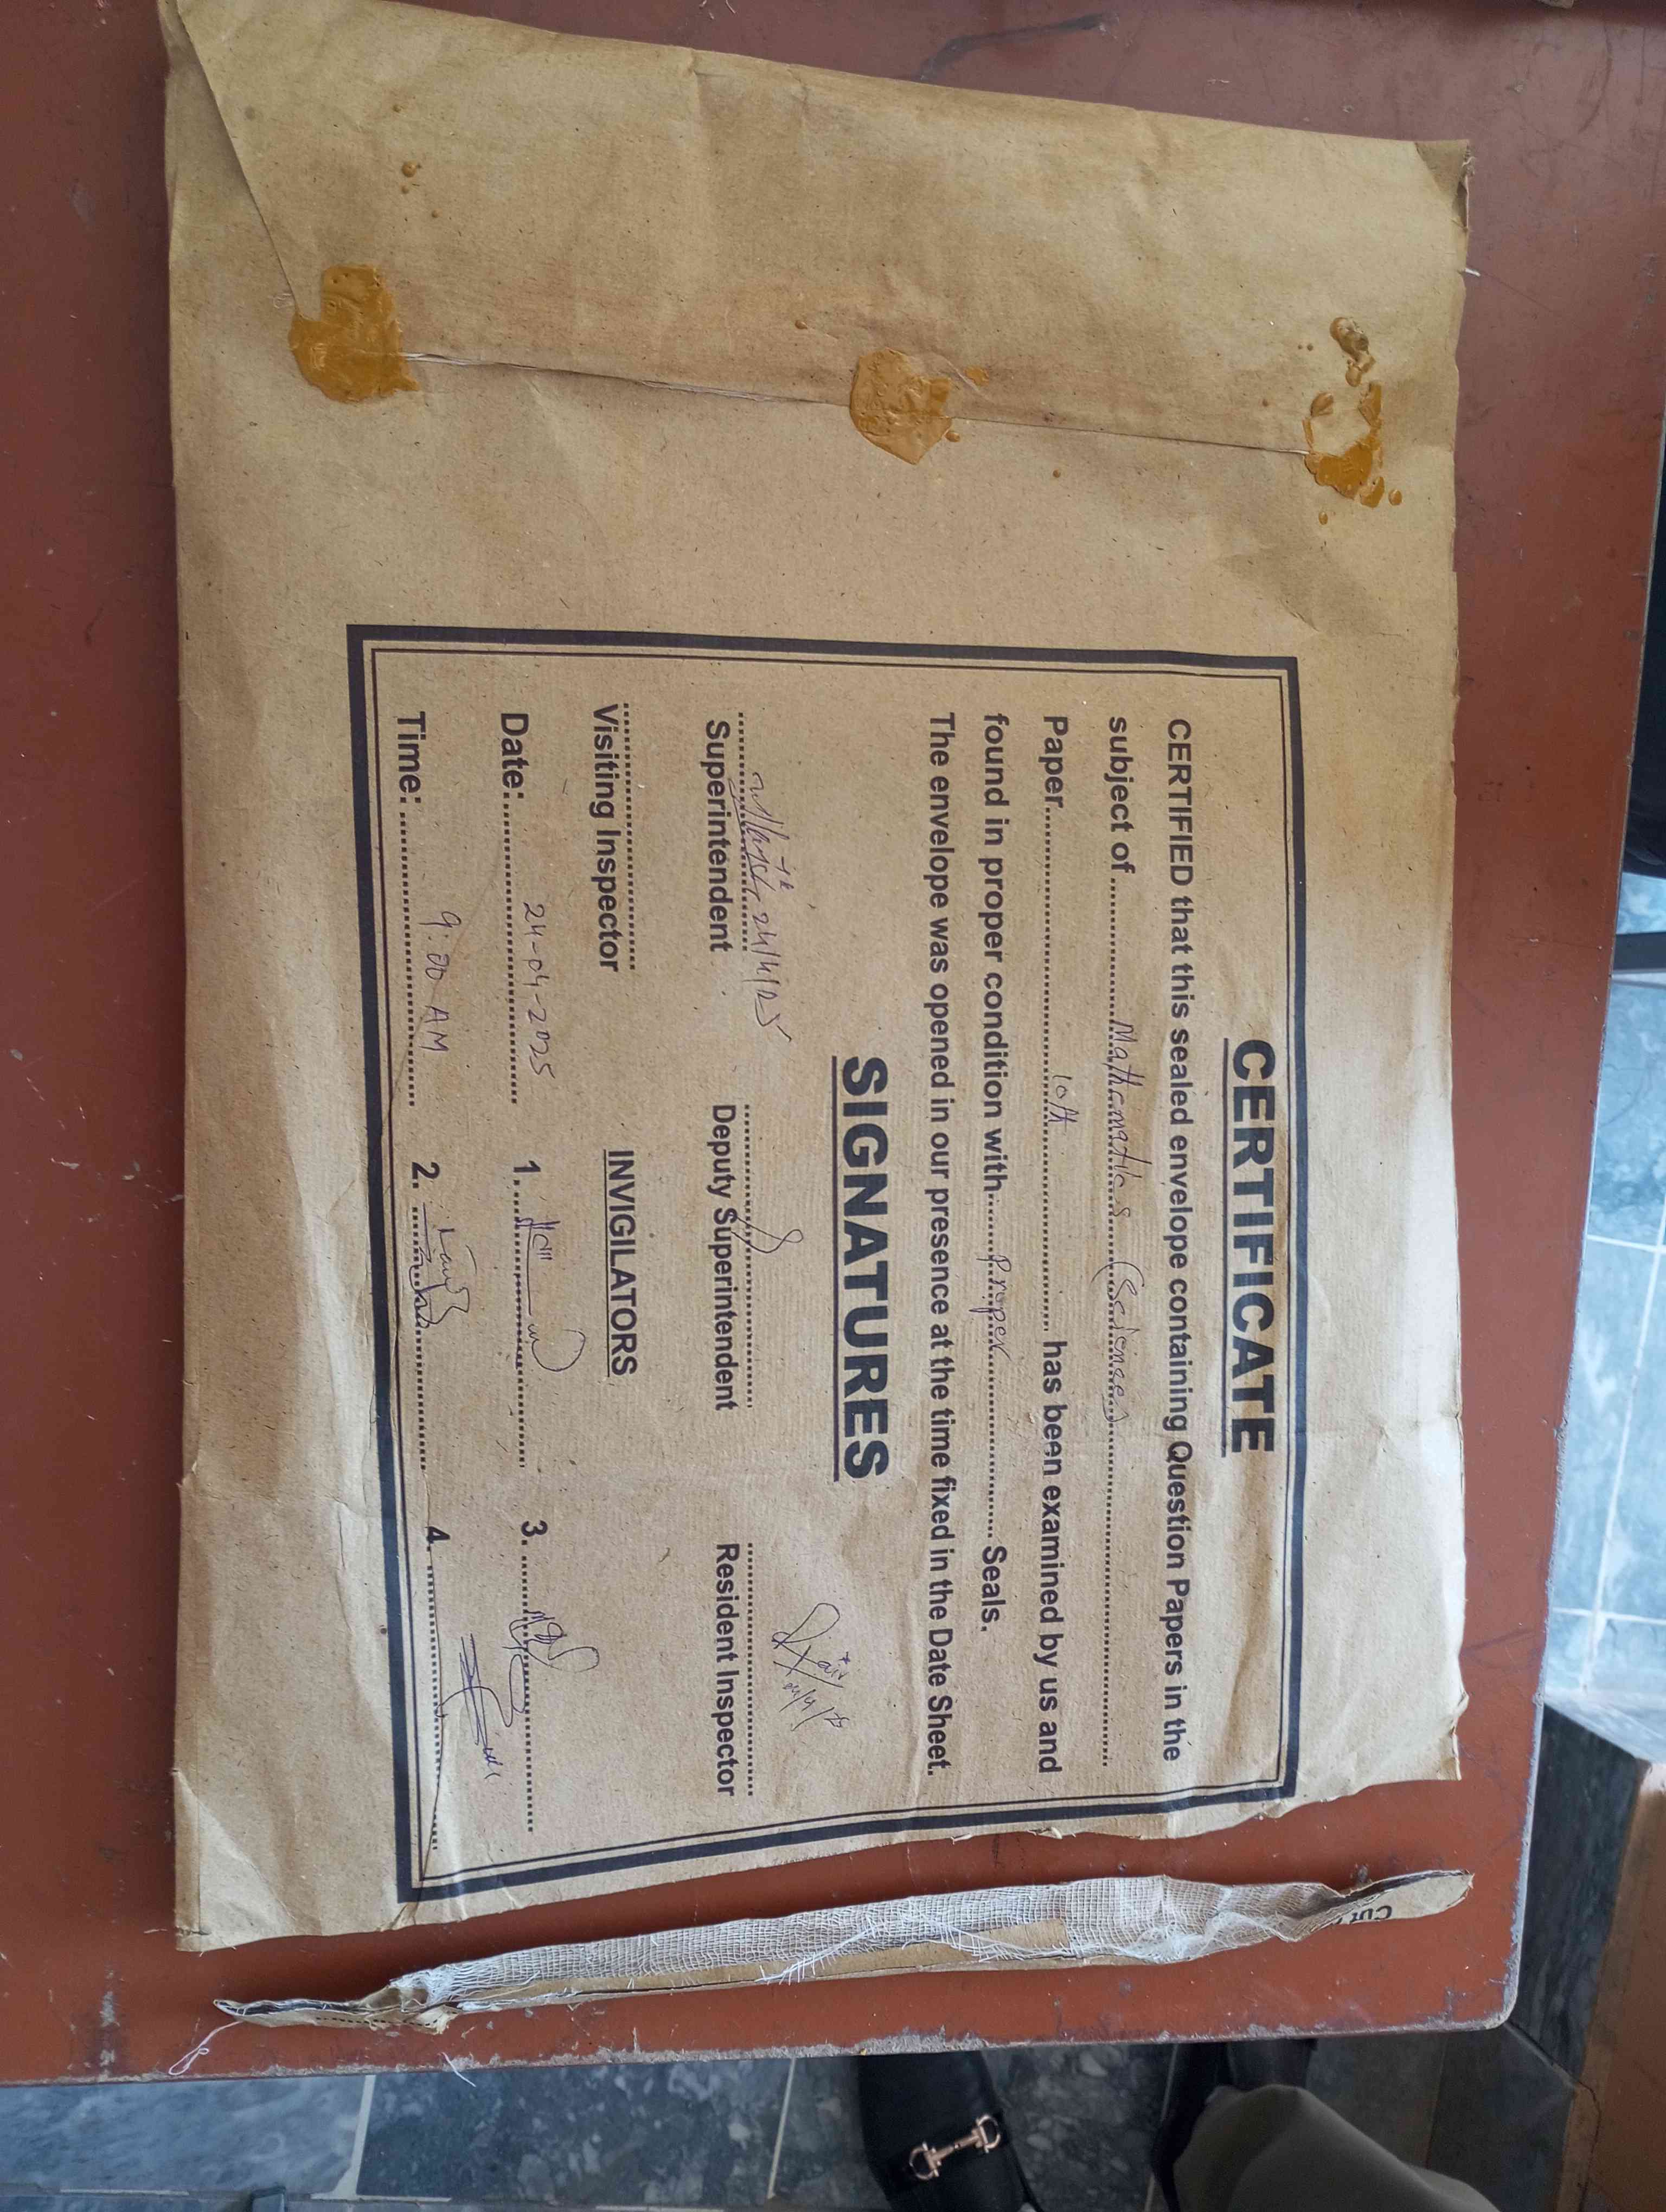 CERTIFICATE
CERTIFIED that this sealed envelope containing Question Papers in the
subject of ............ Mathematics (Science) ............
Paper ............ 10th ............ has been examined by us and
found in proper condition with ...... Proper ............ Seals.
The envelope was opened in our presence at the time fixed in the Date Sheet.
SIGNATURES
24/4/25
Superintendent Deputy Superintendent Resident Inspector
Visiting Inspector
INVIGILATORS
Date: 24-04-2025 1. 3.
Time: 9:00 AM 2. 4.
Cut